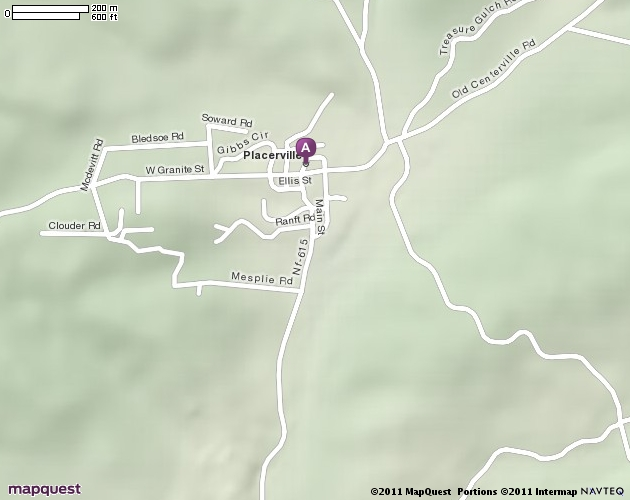 0
200 m
600 ft
Treasure Gulch Rd
Old Centerville Rd
Soward Rd
Bledsoe Rd
Gibbs Cir
Mcdevitt Rd
A
Placerville
W Granite St
Ellis St
Main St
Ranft Rd
Clouder Rd
Nf-615
Mesplie Rd
mapquest
©2011 MapQuest Portions ©2011 Intermap NAVTEQ